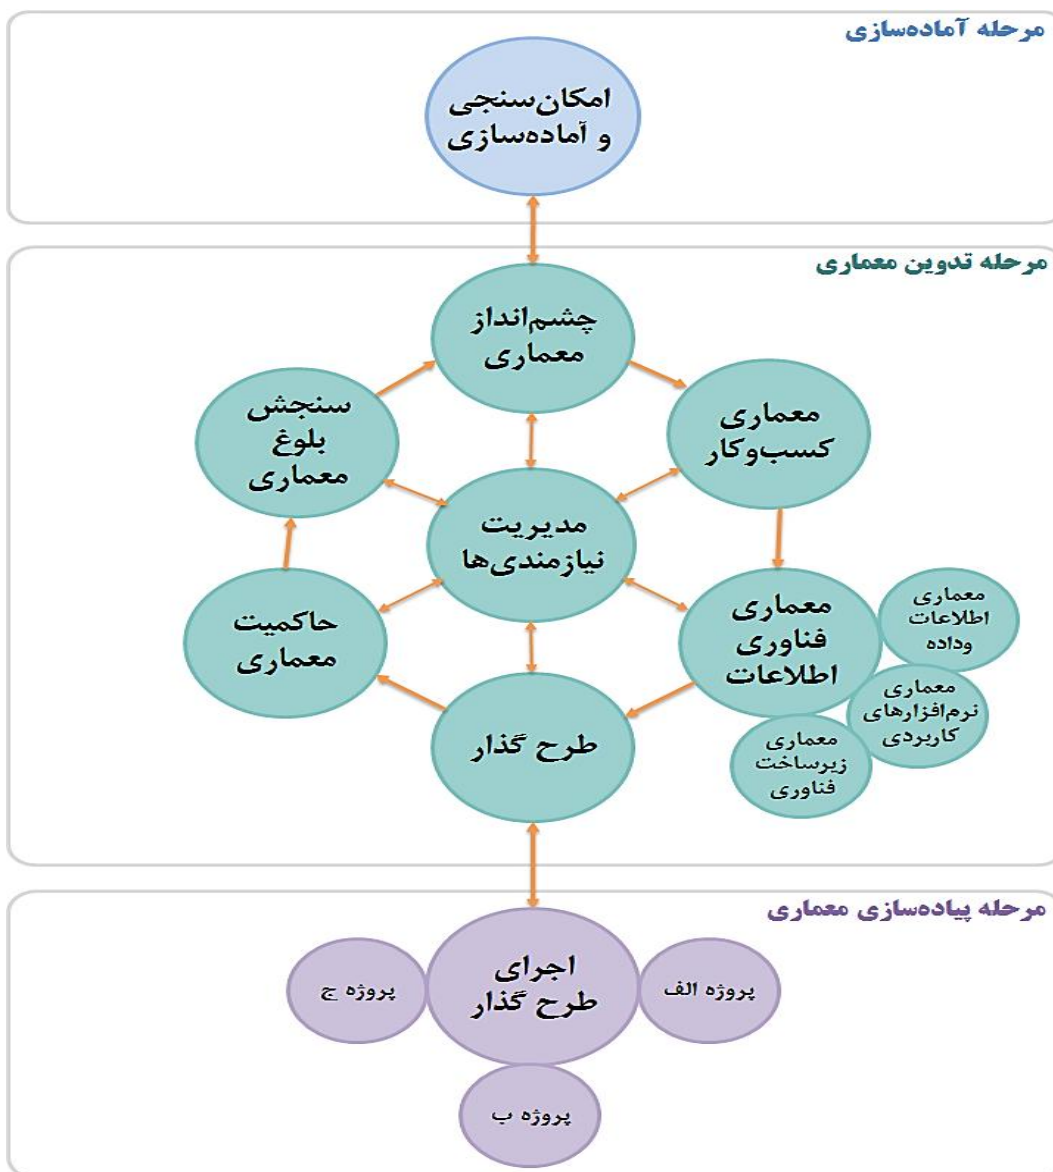 مرحله آماده‌سازی
امکان‌سنجی
و آماده‌سازی
مرحله تدوین معماری
چشم‌انداز
معماری
معماری
کسب‌وکار
سنجش
بلوغ
معماری
مدیریت
نیازمندی‌ها
معماری
فناوری
اطلاعات
معماری
اطلاعات
وداده
معماری
نرم‌افزارهای
کاربردی
معماری
زیرساخت
فناوری
حاکمیت
معماری
طرح گذار
مرحله پیاده‌سازی معماری
اجرای
طرح گذار
پروژه الف
پروژه ج
پروژه ب